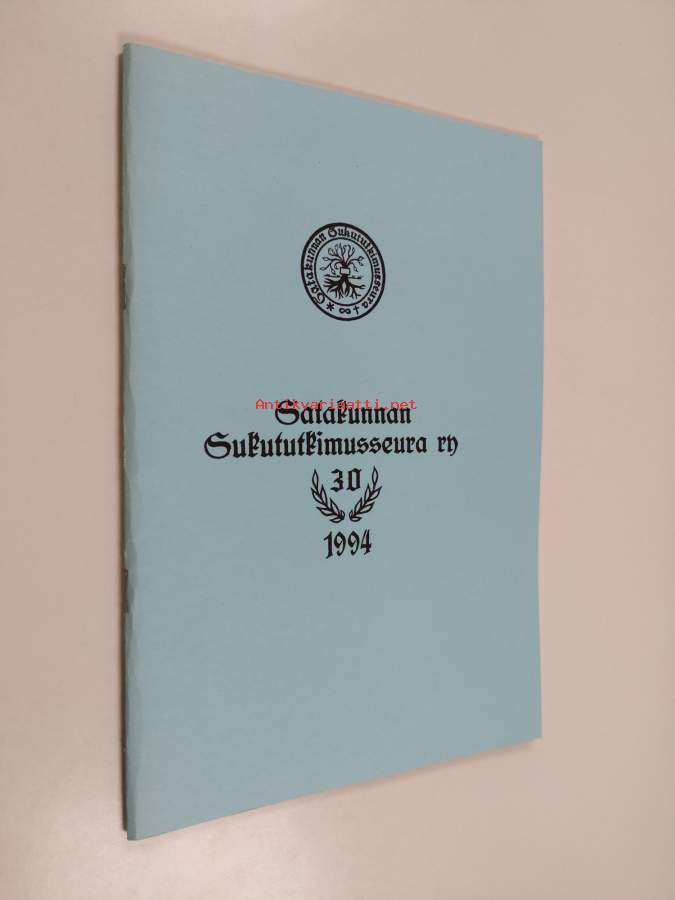 Satakunnan Sukututkimusseura
* ∞ +
Antikvariaatti.net
Satakunnan
Sukututkimusseura ry
30
1994